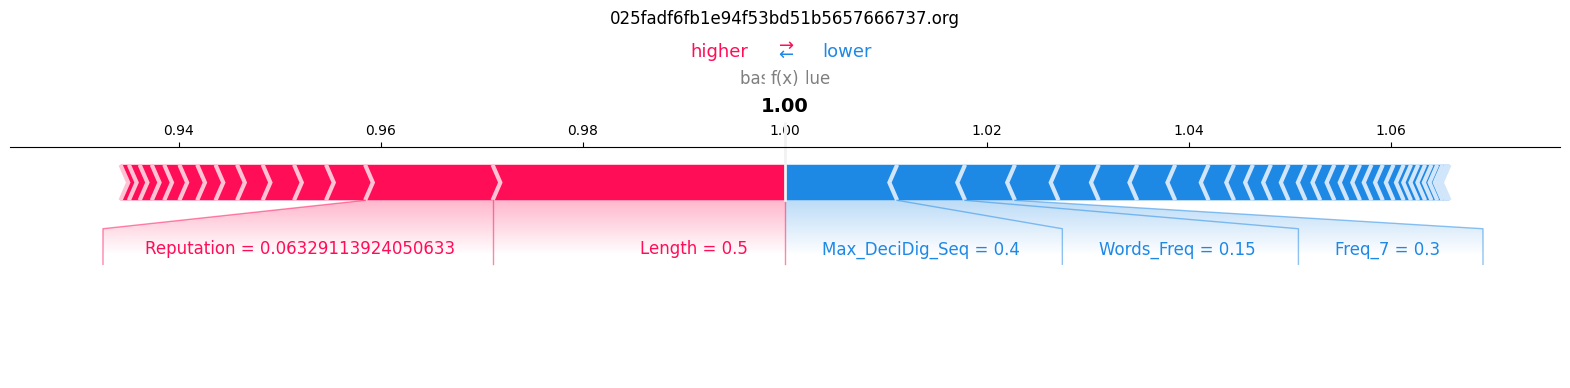 025fadf6fb1e94f53bd51b5657666737.org
higher ⇄ lower
f(x)
1.00
0.94 0.96 0.98 1.00 1.02 1.04 1.06
Reputation = 0.06329113924050633 Length = 0.5 Max_DeciDig_Seq = 0.4 Words_Freq = 0.15 Freq_7 = 0.3